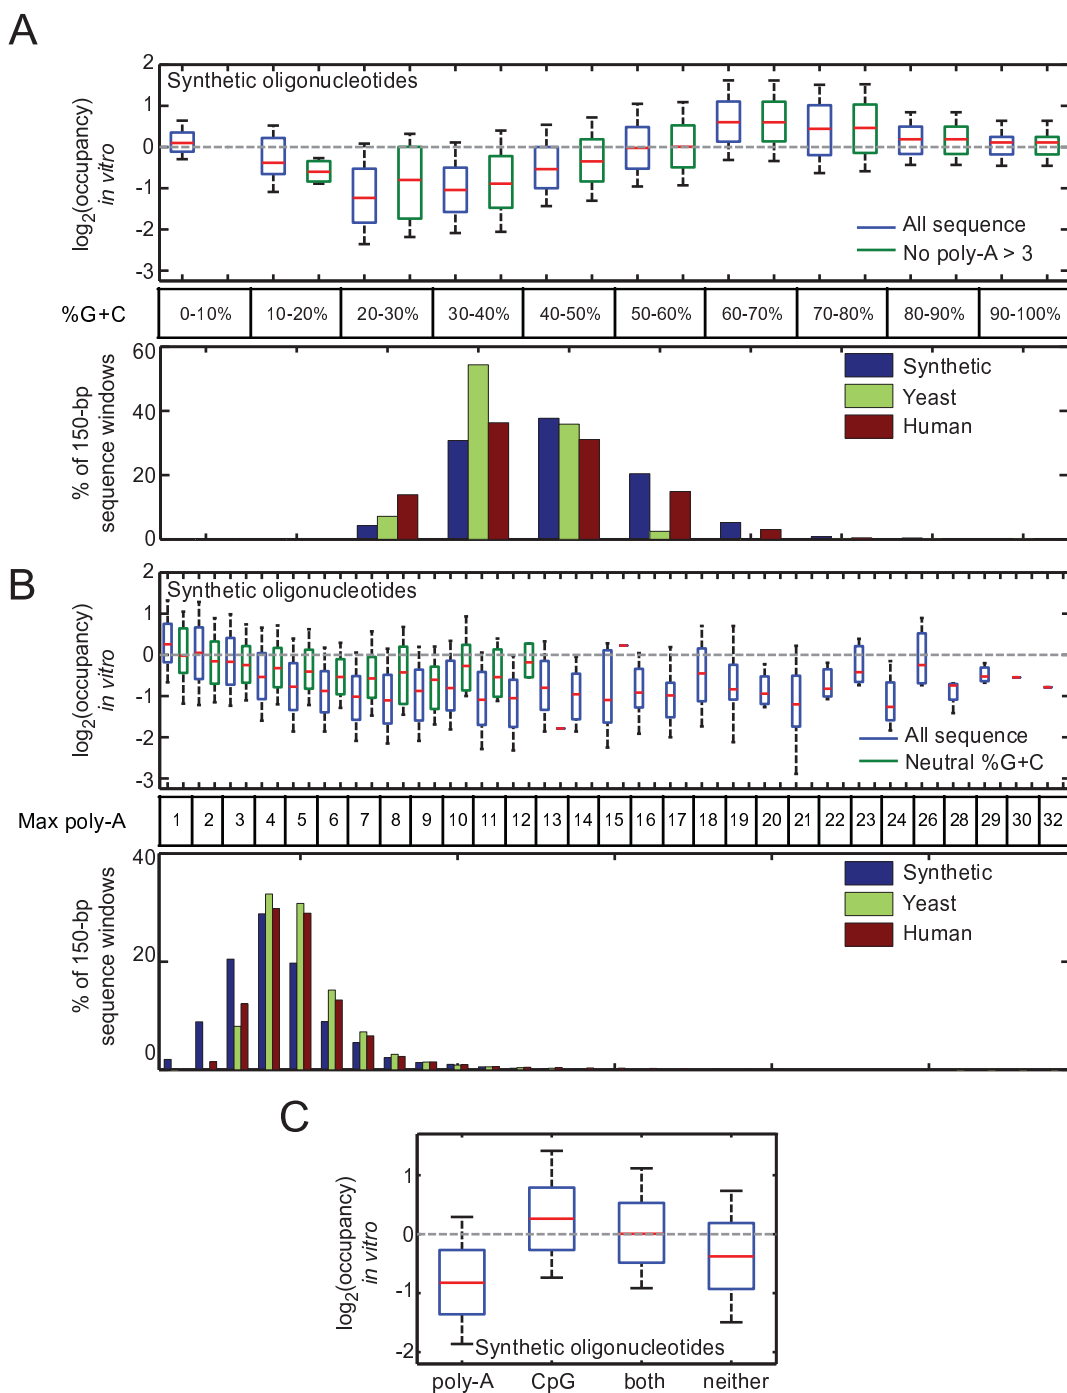 A
Synthetic oligonucleotides
log2(occupancy)
in vitro
2
1
0
-1
-2
-3
All sequence
No poly-A > 3
%G+C
0-10%
10-20%
20-30%
30-40%
40-50%
50-60%
60-70%
70-80%
80-90%
90-100%
% of 150-bp
sequence windows
60
40
20
0
Synthetic
Yeast
Human
B
Synthetic oligonucleotides
log2(occupancy)
in vitro
2
1
0
-1
-2
-3
All sequence
Neutral %G+C
Max poly-A
1 2 3 4 5 6 7 8 9 10 11 12 13 14 15 16 17 18 19 20 21 22 23 24 26 28 29 30 32
% of 150-bp
sequence windows
40
20
0
Synthetic
Yeast
Human
C
log2(occupancy)
in vitro
1
0
-1
-2
Synthetic oligonucleotides
poly-A
CpG
both
neither